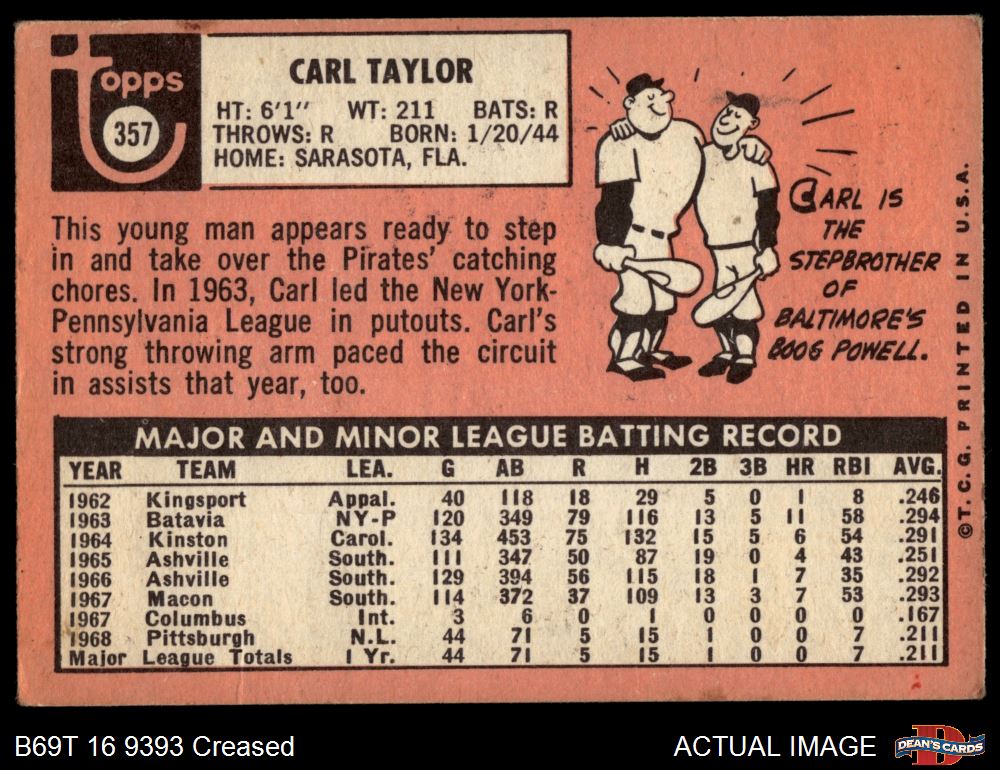 Topps
357
CARL TAYLOR
HT: 6'1" WT: 211 BATS: R
THROWS: R BORN: 1/20/44
HOME: SARASOTA, FLA.
This young man appears ready to step
in and take over the Pirates' catching
chores. In 1963, Carl led the New York-
Pennsylvania League in putouts. Carl's
strong throwing arm paced the circuit
in assists that year, too.
CARL IS
THE
STEPBROTHER
OF
BALTIMORE'S
BOOG POWELL.
MAJOR AND MINOR LEAGUE BATTING RECORD
YEAR TEAM LEA. G AB R H 2B 3B HR RBI AVG.
1962 Kingsport Appal. 40 118 18 29 5 0 1 8 .246
1963 Batavia NY-P 120 349 79 116 13 5 11 58 .294
1964 Kinston Carol. 134 453 75 132 15 5 6 54 .291
1965 Ashville South. 111 347 50 87 19 0 4 43 .251
1966 Ashville South. 129 394 56 115 18 1 7 35 .292
1967 Macon South. 114 372 37 109 13 3 7 53 .293
1967 Columbus Int. 3 6 0 1 0 0 0 0 .167
1968 Pittsburgh N.L. 44 71 5 15 1 0 0 7 .211
Major League Totals 1 Yr. 44 71 5 15 1 0 0 7 .211
©T.C.G. PRINTED IN U.S.A.
B69T 16 9393 Creased
ACTUAL IMAGE
D
DEAN'S CARDS